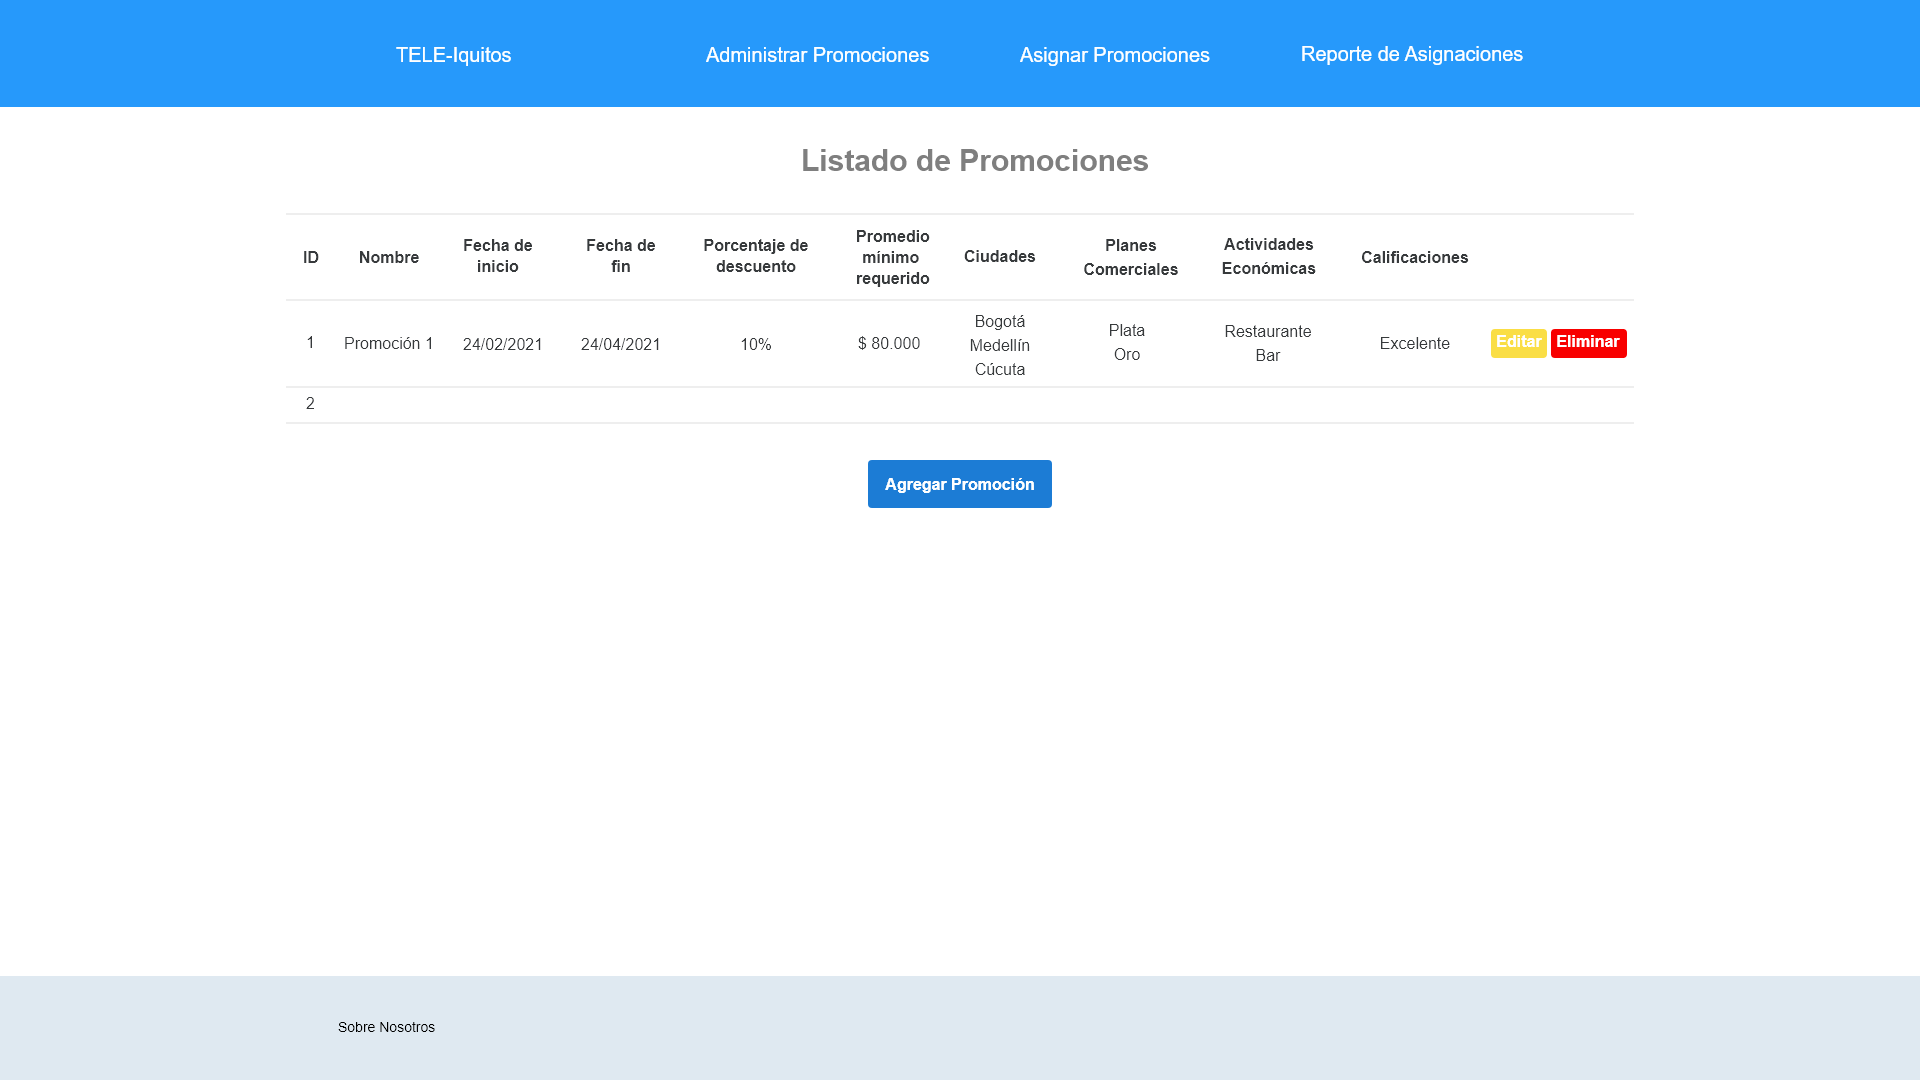 TELE-Iquitos
Administrar Promociones
Asignar Promociones
Reporte de Asignaciones
Listado de Promociones
ID
Nombre
Fecha de
inicio
Fecha de
fin
Porcentaje de
descuento
Promedio
mínimo
requerido
Ciudades
Planes
Comerciales
Actividades
Económicas
Calificaciones
1
Promoción 1
24/02/2021
24/04/2021
10%
$ 80.000
Bogotá
Medellín
Cúcuta
Plata
Oro
Restaurante
Bar
Excelente
Editar
Eliminar
2
Agregar Promoción
Sobre Nosotros